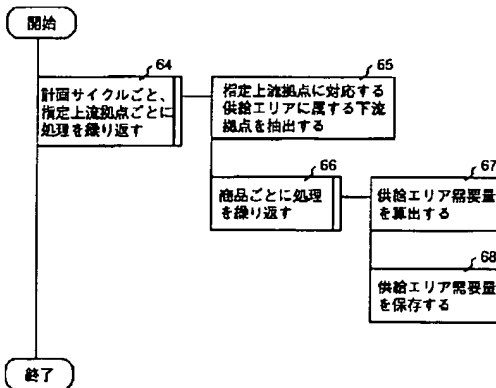 開始
64
計画サイクルごと、
指定上流拠点ごとに
処理を繰り返す
65
指定上流拠点に対応する
供給エリアに属する下流
拠点を抽出する
66
商品ごとに処理
を繰り返す
67
供給エリア需要量
を算出する
68
供給エリア需要量
を保存する
終了